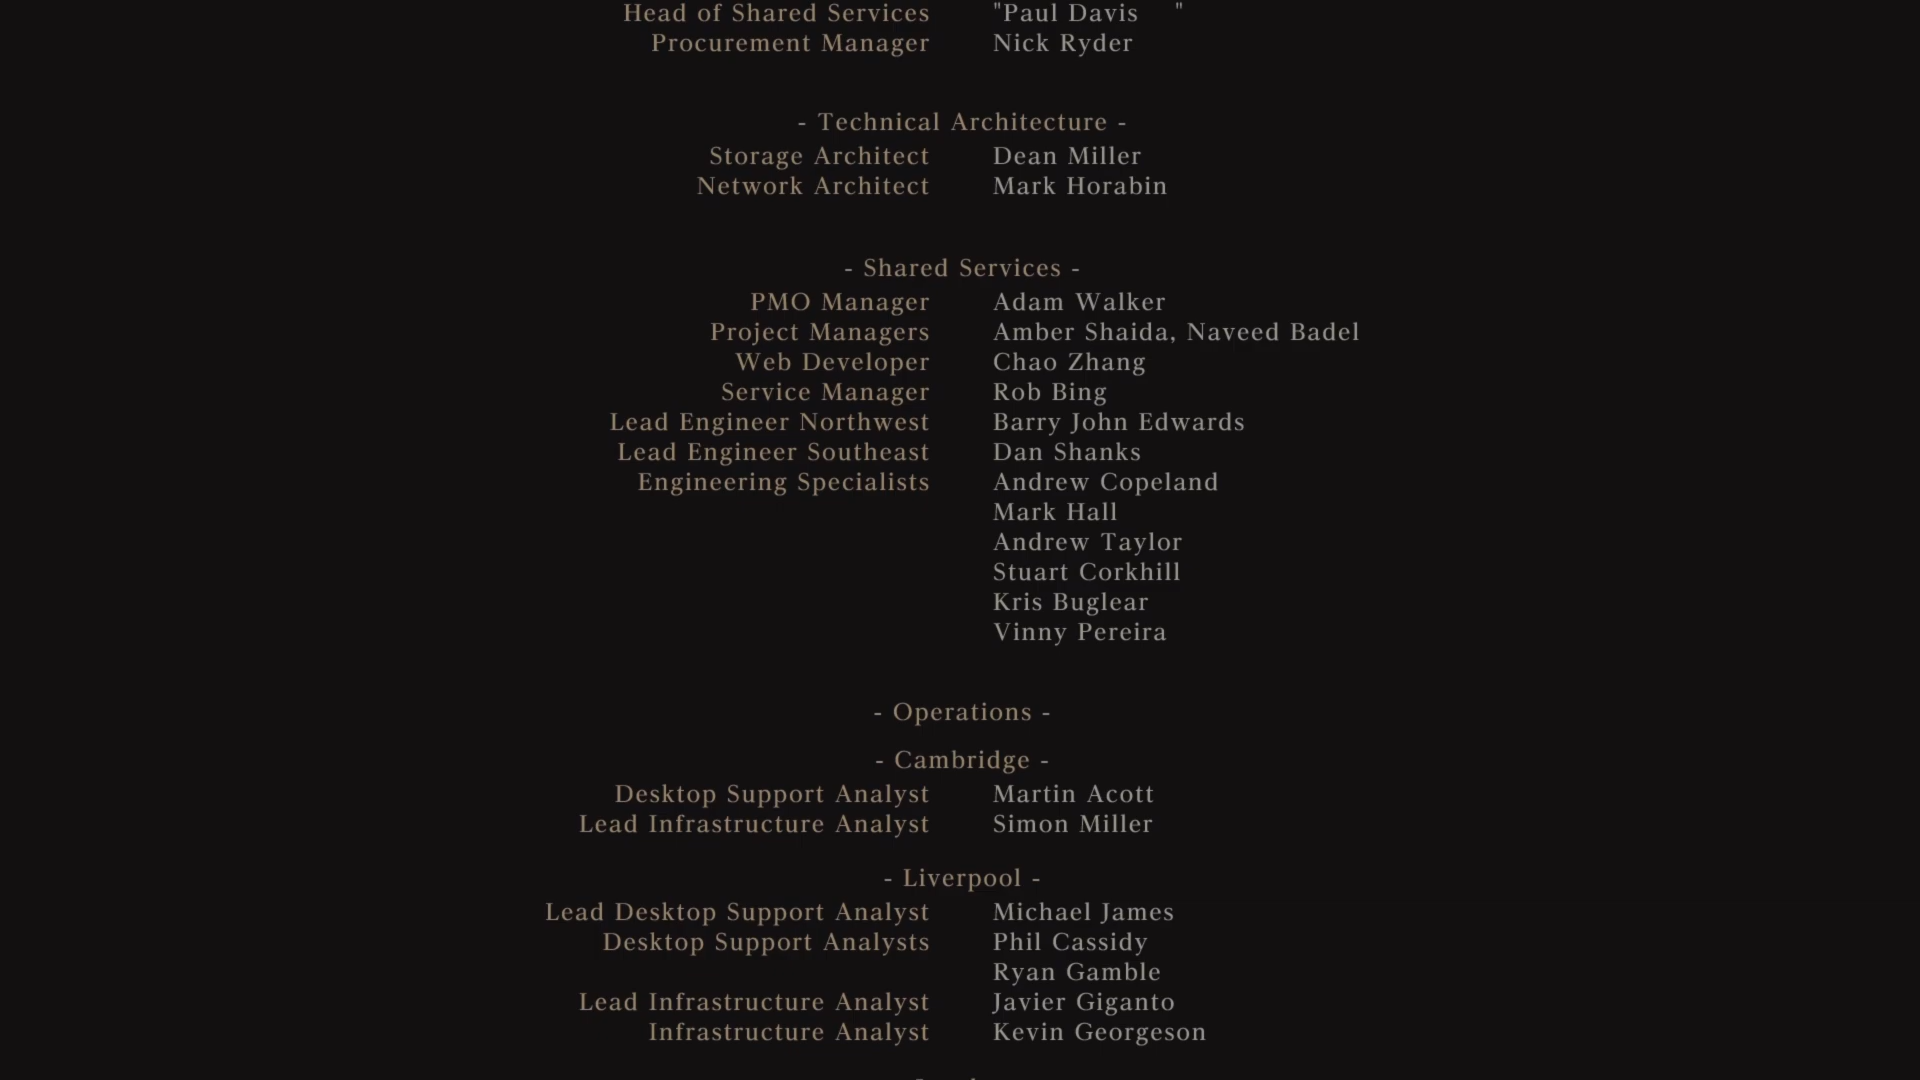 Head of Shared Services "Paul Davis "
Procurement Manager Nick Ryder
- Technical Architecture -
Storage Architect Dean Miller
Network Architect Mark Horabin
- Shared Services -
PMO Manager Adam Walker
Project Managers Amber Shaida, Naveed Badel
Web Developer Chao Zhang
Service Manager Rob Bing
Lead Engineer Northwest Barry John Edwards
Lead Engineer Southeast Dan Shanks
Engineering Specialists Andrew Copeland
Mark Hall
Andrew Taylor
Stuart Corkhill
Kris Buglear
Vinny Pereira
- Operations -
- Cambridge -
Desktop Support Analyst Martin Acott
Lead Infrastructure Analyst Simon Miller
- Liverpool -
Lead Desktop Support Analyst Michael James
Desktop Support Analysts Phil Cassidy
Ryan Gamble
Lead Infrastructure Analyst Javier Giganto
Infrastructure Analyst Kevin Georgeson